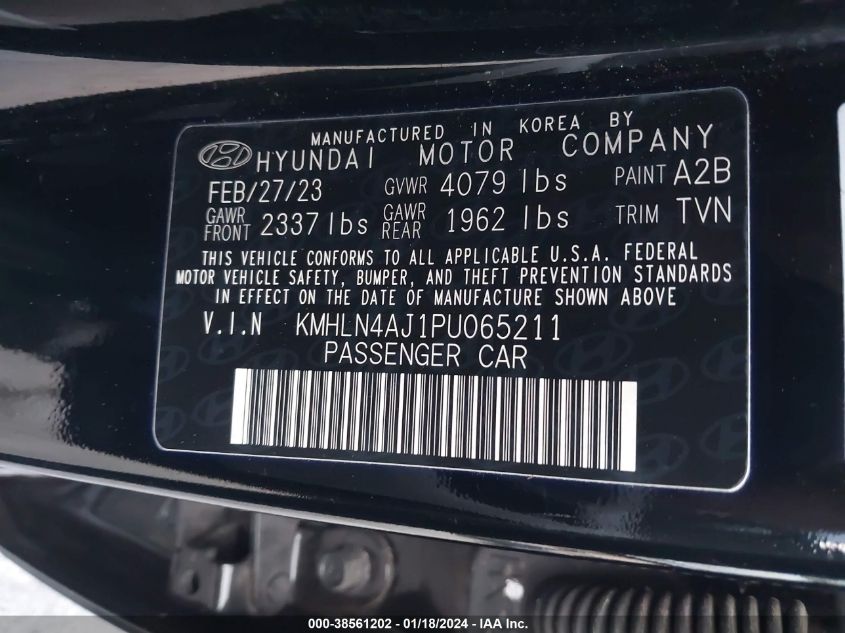 MANUFACTURED IN KOREA BY
HYUNDAI MOTOR COMPANY
FEB/27/23 GVWR 4079 lbs PAINT A2B
GAWR FRONT 2337 lbs GAWR REAR 1962 lbs TRIM TVN
THIS VEHICLE CONFORMS TO ALL APPLICABLE U.S.A. FEDERAL
MOTOR VEHICLE SAFETY, BUMPER, AND THEFT PREVENTION STANDARDS
IN EFFECT ON THE DATE OF MANUFACTURE SHOWN ABOVE
V.I.N KMHLN4AJ1PU065211
PASSENGER CAR
000-38561202 - 01/18/2024 - IAA Inc.